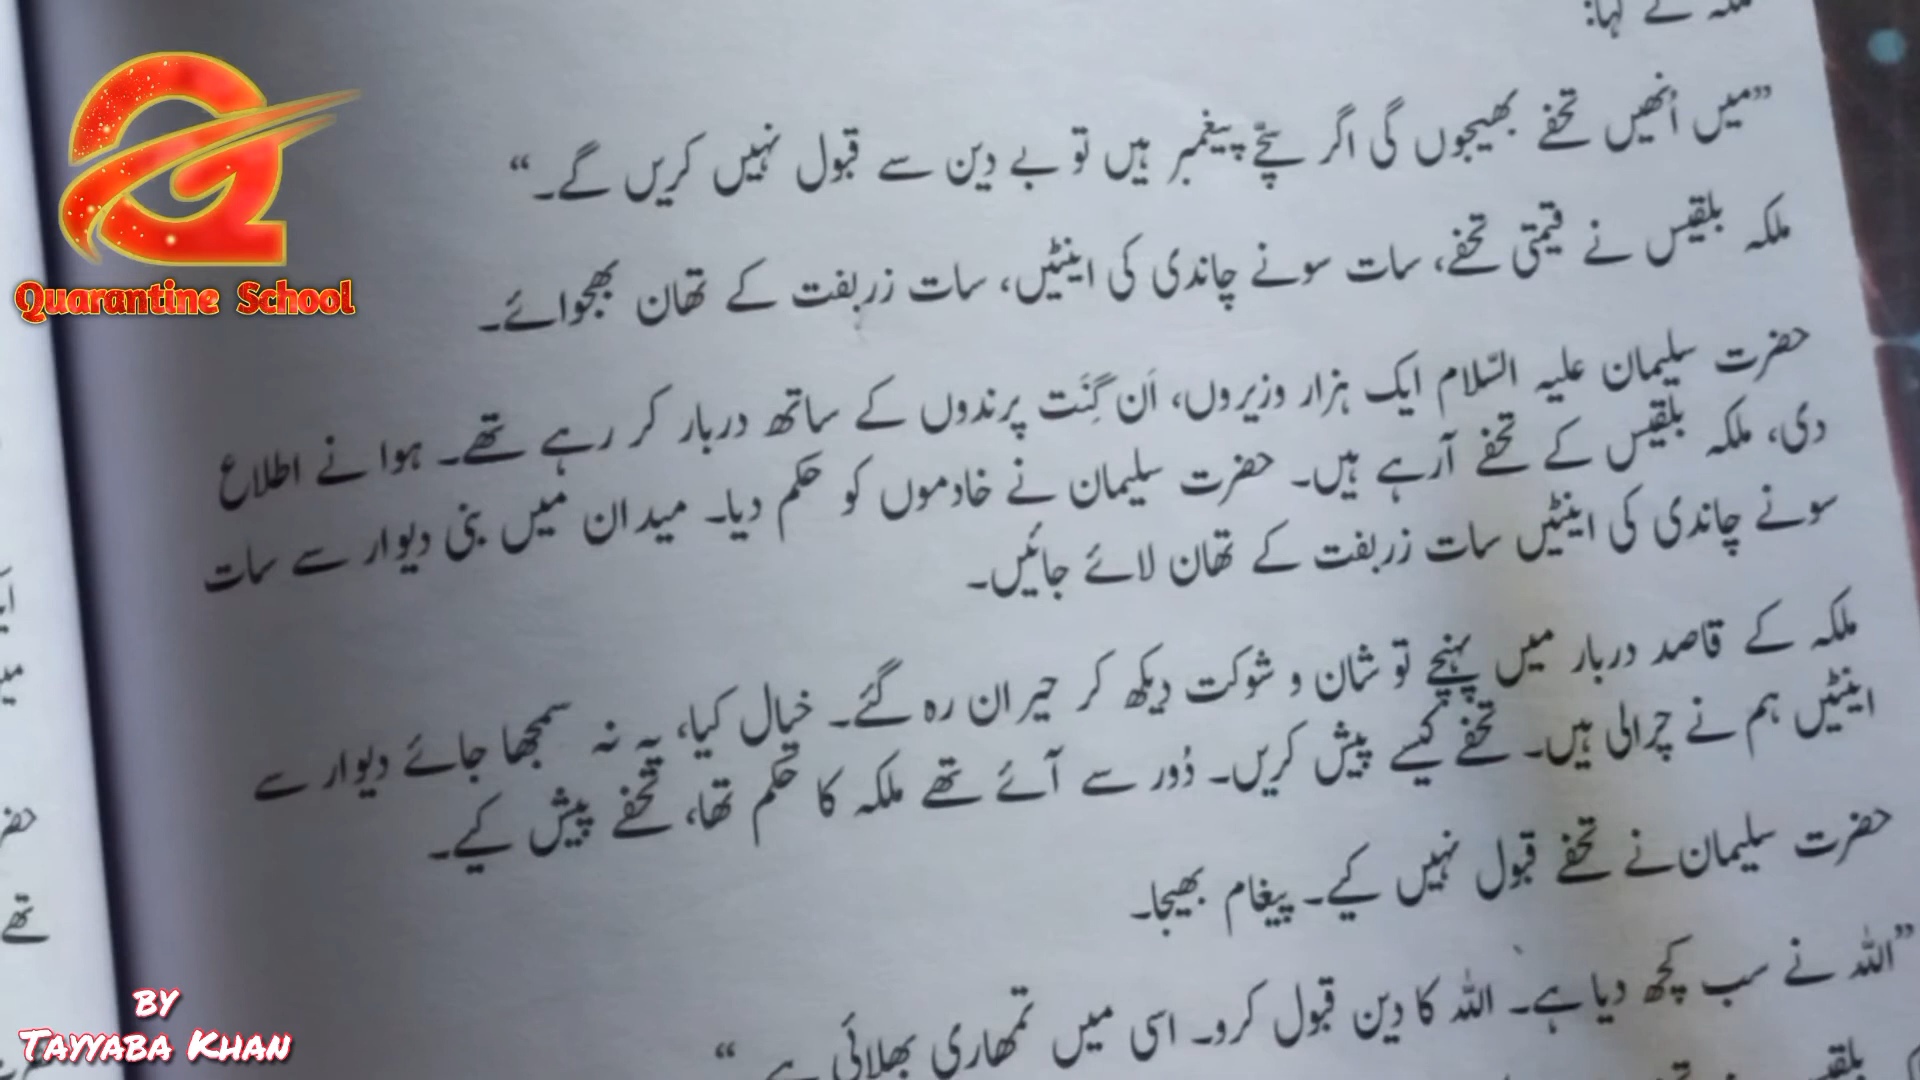 ملکہ نے کہا:
”میں اُنھیں تحفے بھیجوں گی اگر سچّے پیغمبر ہیں تو بے دین سے قبول نہیں کریں گے۔“
ملکہ بلقیس نے قیمتی تحفے، سات سونے چاندی کی اینٹیں، سات زربفت کے تھان بھجوائے۔
حضرت سلیمان علیہ السّلام ایک ہزار وزیروں، اَن گِنَت پرندوں کے ساتھ دربار کر رہے تھے۔ ہوا نے اطلاع
دی، ملکہ بلقیس کے تحفے آرہے ہیں۔ حضرت سلیمان نے خادموں کو حکم دیا۔ میدان میں بنی دیوار سے سات
سونے چاندی کی اینٹیں سات زربفت کے تھان لائے جائیں۔
ملکہ کے قاصد دربار میں پہنچے تو شان و شوکت دیکھ کر حیران رہ گئے۔ خیال کیا، یہ نہ سمجھا جائے دیوار سے
اینٹیں ہم نے چرالی ہیں۔ تحفے کیسے پیش کریں۔ دُور سے آئے تھے ملکہ کا حکم تھا، تحفے پیش کیے۔
حضرت سلیمان نے تحفے قبول نہیں کیے۔ پیغام بھیجا۔
”اللہ نے سب کچھ دیا ہے۔ اللہ کا دین قبول کرو۔ اسی میں تمھاری بھلائی ہے۔“
Quarantine School
BY
TAYYABA KHAN